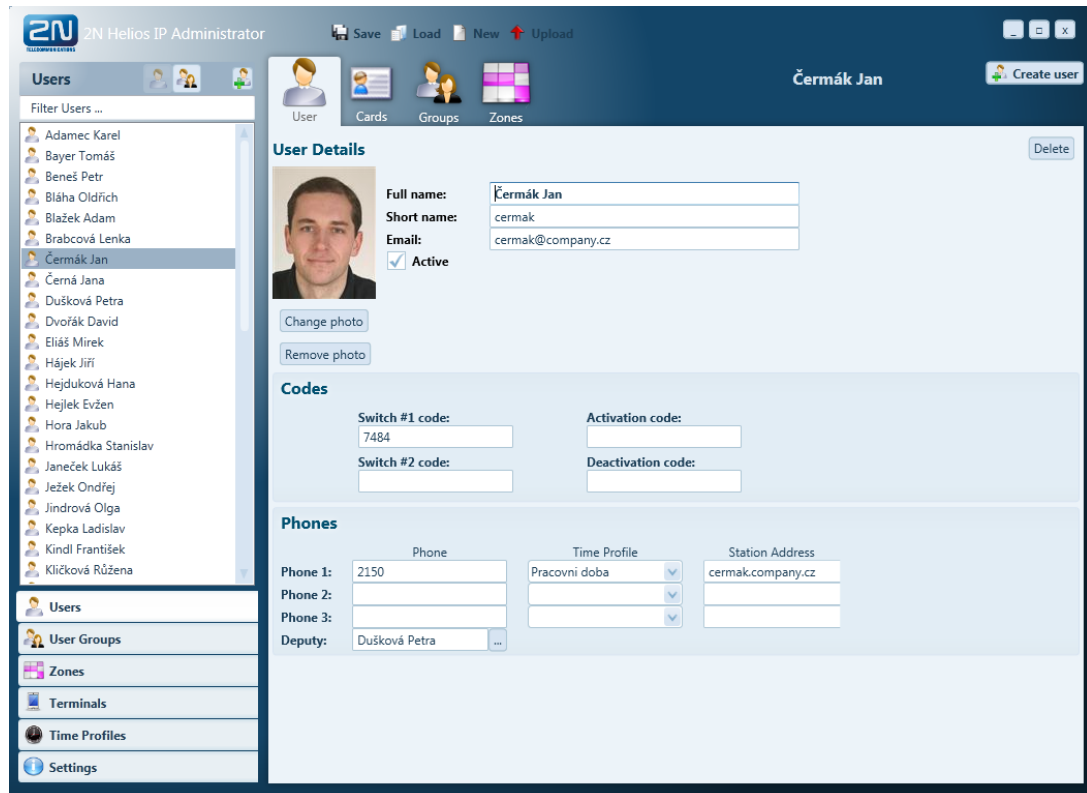 2N 2N Helios IP Administrator Save Load New Upload
TELECOMMUNICATIONS
Users
Filter Users ...
Adamec Karel
Bayer Tomáš
Beneš Petr
Bláha Oldřich
Blažek Adam
Brabcová Lenka
Čermák Jan
Černá Jana
Dušková Petra
Dvořák David
Eliáš Mirek
Hájek Jiří
Hejduková Hana
Hejlek Evžen
Hora Jakub
Hromádka Stanislav
Janeček Lukáš
Ježek Ondřej
Jindrová Olga
Kepka Ladislav
Kindl František
Kličková Růžena
Users
User Groups
Zones
Terminals
Time Profiles
Settings
User Cards Groups Zones
Čermák Jan
Create user
User Details
Delete
Full name: Čermák Jan
Short name: cermak
Email: cermak@company.cz
Active
Change photo
Remove photo
Codes
Switch #1 code: Activation code:
7484
Switch #2 code: Deactivation code:
Phones
Phone Time Profile Station Address
Phone 1: 2150 Pracovni doba cermak.company.cz
Phone 2:
Phone 3:
Deputy: Dušková Petra ...